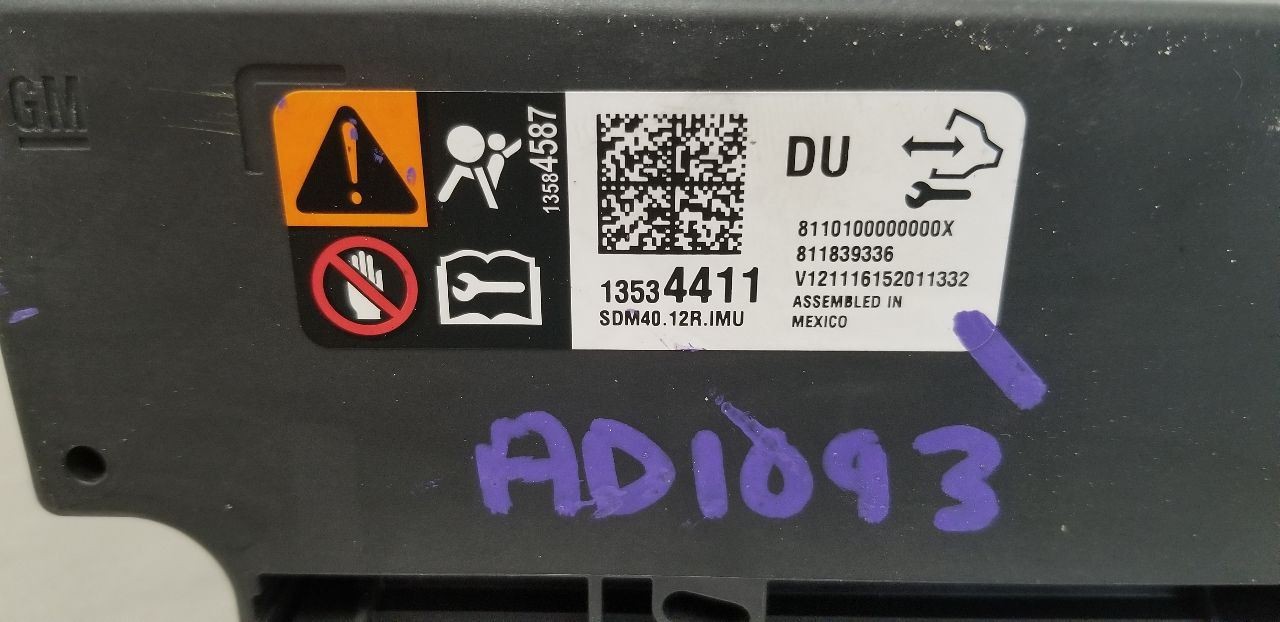 GM
13584587
DU
8110100000000X
811839336
V121116152011332
ASSEMBLED IN
MEXICO
13534411
SDM40.12R.IMU
AD1093